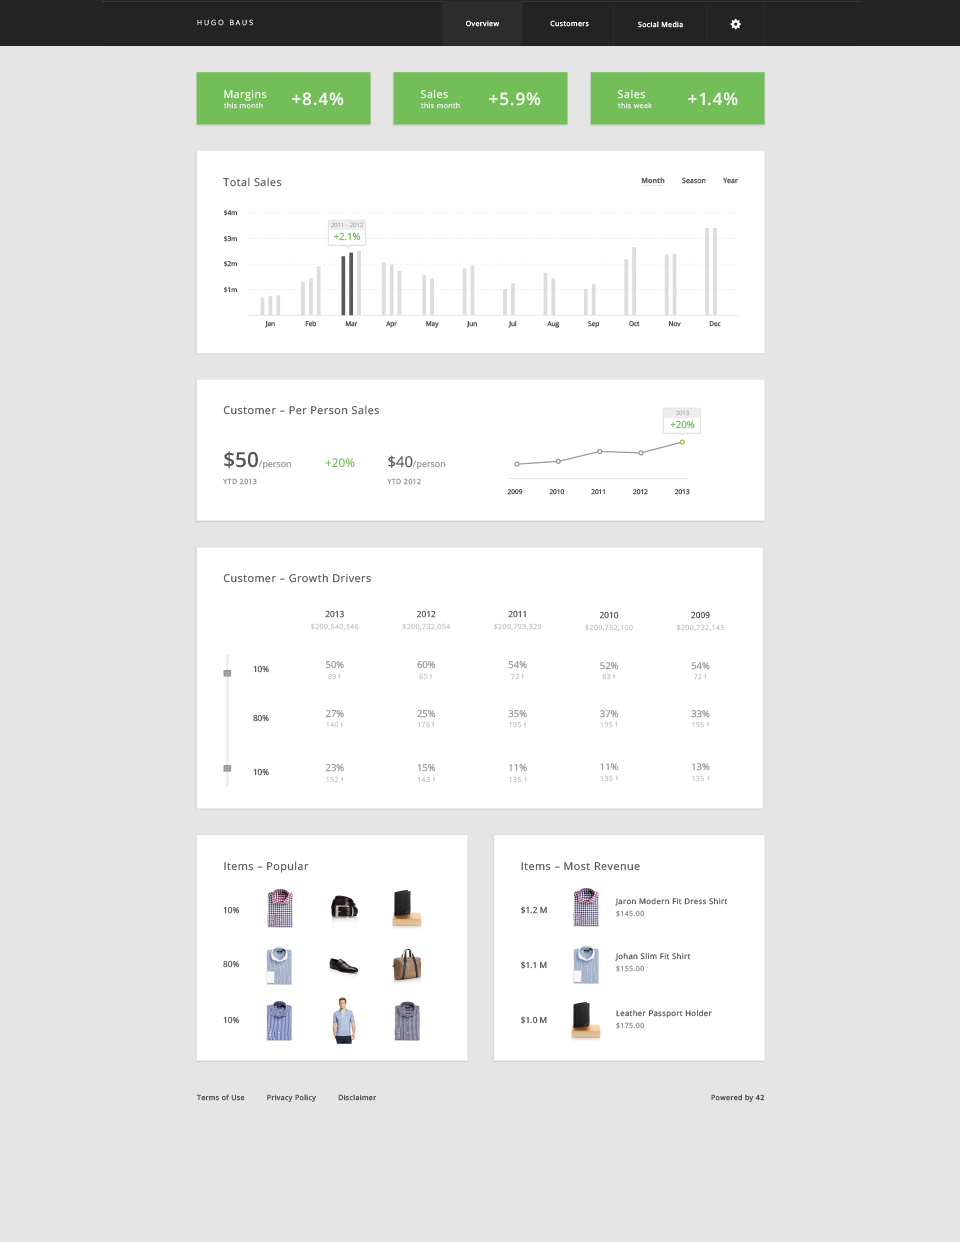 HUGO BAUS
Overview
Customers
Social Media
Margins
this month
+8.4%
Sales
this month
+5.9%
Sales
this week
+1.4%
Total Sales
Month
Season
Year
$4m
$3m
$2m
$1m
2011 - 2012
+2.1%
Jan
Feb
Mar
Apr
May
Jun
Jul
Aug
Sep
Oct
Nov
Dec
Customer – Per Person Sales
$50/person
YTD 2013
+20%
$40/person
YTD 2012
2013
+20%
2009
2010
2011
2012
2013
Customer – Growth Drivers
2013
2012
2011
2010
2009
$200,540,346
$200,732,054
$200,793,329
$200,752,100
$200,732,145
10%
50%
60%
54%
52%
54%
89
65
72
83
72
80%
27%
25%
35%
37%
33%
140
176
195
195
195
10%
23%
15%
11%
11%
13%
152
143
135
135
135
Items – Popular
10%
80%
10%
Items – Most Revenue
$1.2 M
Jaron Modern Fit Dress Shirt
$145.00
$1.1 M
Johan Slim Fit Shirt
$155.00
$1.0 M
Leather Passport Holder
$175.00
Terms of Use
Privacy Policy
Disclaimer
Powered by 42